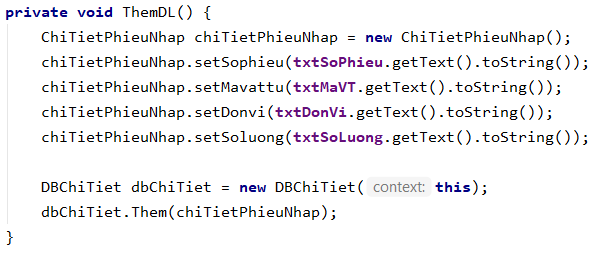 private void ThemDL() {
    ChiTietPhieuNhap chiTietPhieuNhap = new ChiTietPhieuNhap();
    chiTietPhieuNhap.setSophieu(txtSoPhieu.getText().toString());
    chiTietPhieuNhap.setMavattu(txtMaVT.getText().toString());
    chiTietPhieuNhap.setDonvi(txtDonVi.getText().toString());
    chiTietPhieuNhap.setSoluong(txtSoLuong.getText().toString());

    DBChiTiet dbChiTiet = new DBChiTiet( context: this);
    dbChiTiet.Them(chiTietPhieuNhap);
}